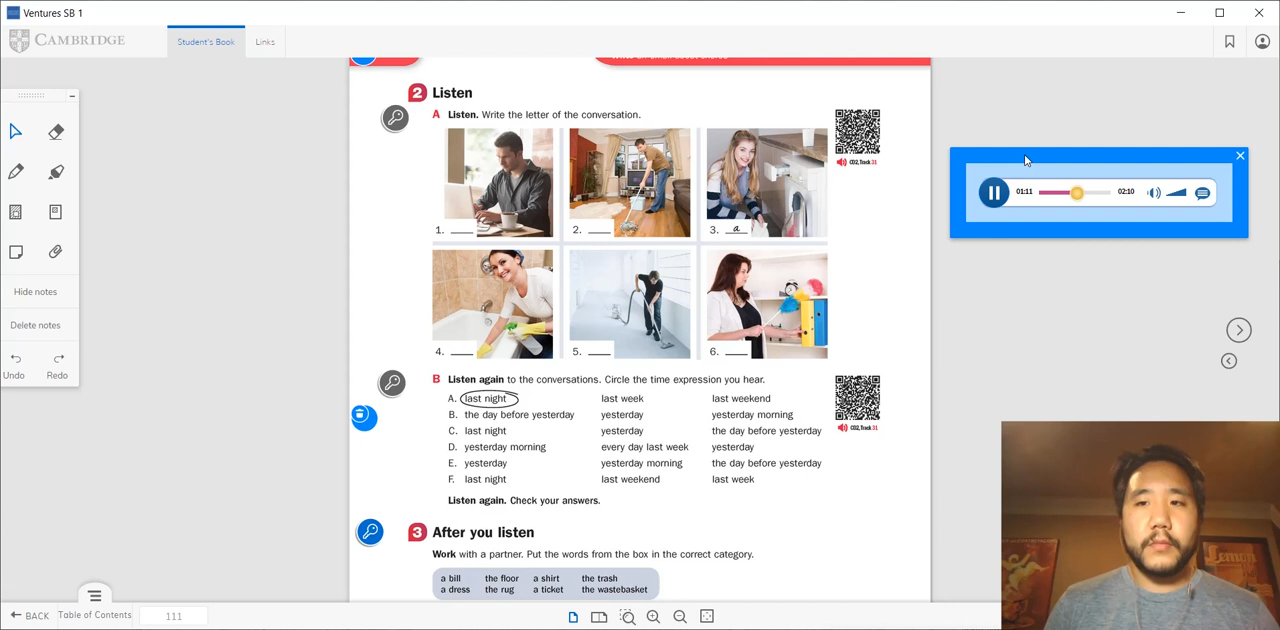 Ventures SB 1
CAMBRIDGE
Student's Book
Links
2 Listen
A Listen. Write the letter of the conversation.
CD2, Track 31
01:11
02:10
1. ___
2. ___
3. a
4. ___
5. ___
6. ___
Hide notes
Delete notes
Undo
Redo
B Listen again to the conversations. Circle the time expression you hear.
A. last night last week last weekend
B. the day before yesterday yesterday yesterday morning
C. last night yesterday the day before yesterday
CD2, Track 31
D. yesterday morning every day last week yesterday
E. yesterday yesterday morning the day before yesterday
F. last night last weekend last week
Listen again. Check your answers.
3 After you listen
Work with a partner. Put the words from the box in the correct category.
a bill the floor a shirt the trash
a dress the rug a ticket the wastebasket
BACK
Table of Contents
111